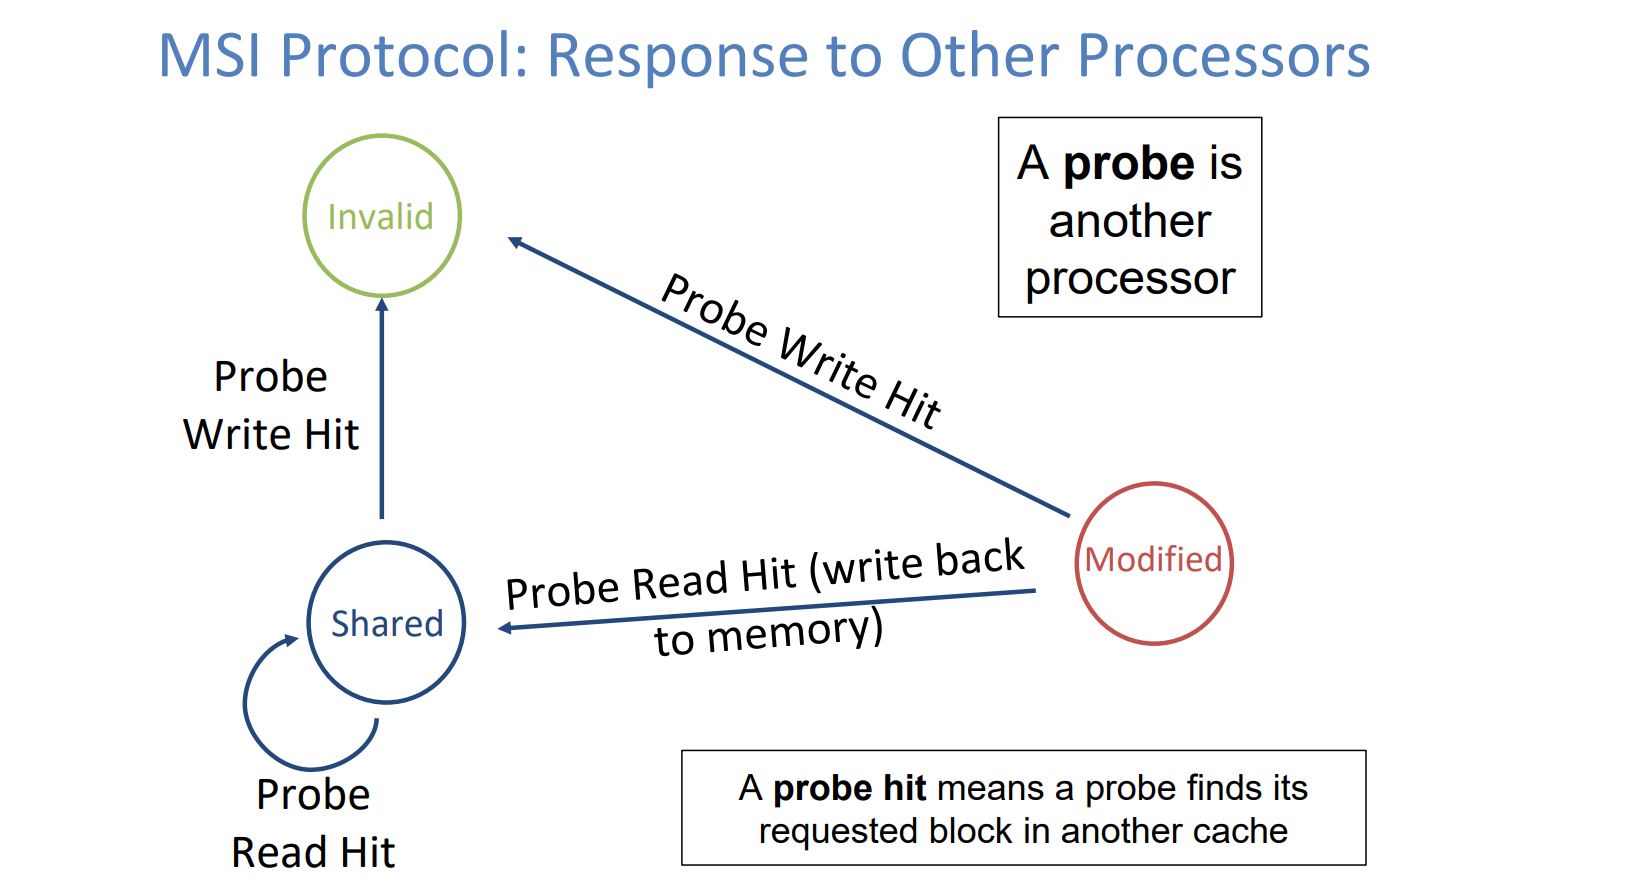 MSI Protocol: Response to Other Processors
Invalid
A probe is
another
processor
Probe Write Hit
Probe
Write Hit
Modified
Probe Read Hit (write back
to memory)
Shared
Probe
Read Hit
A probe hit means a probe finds its
requested block in another cache